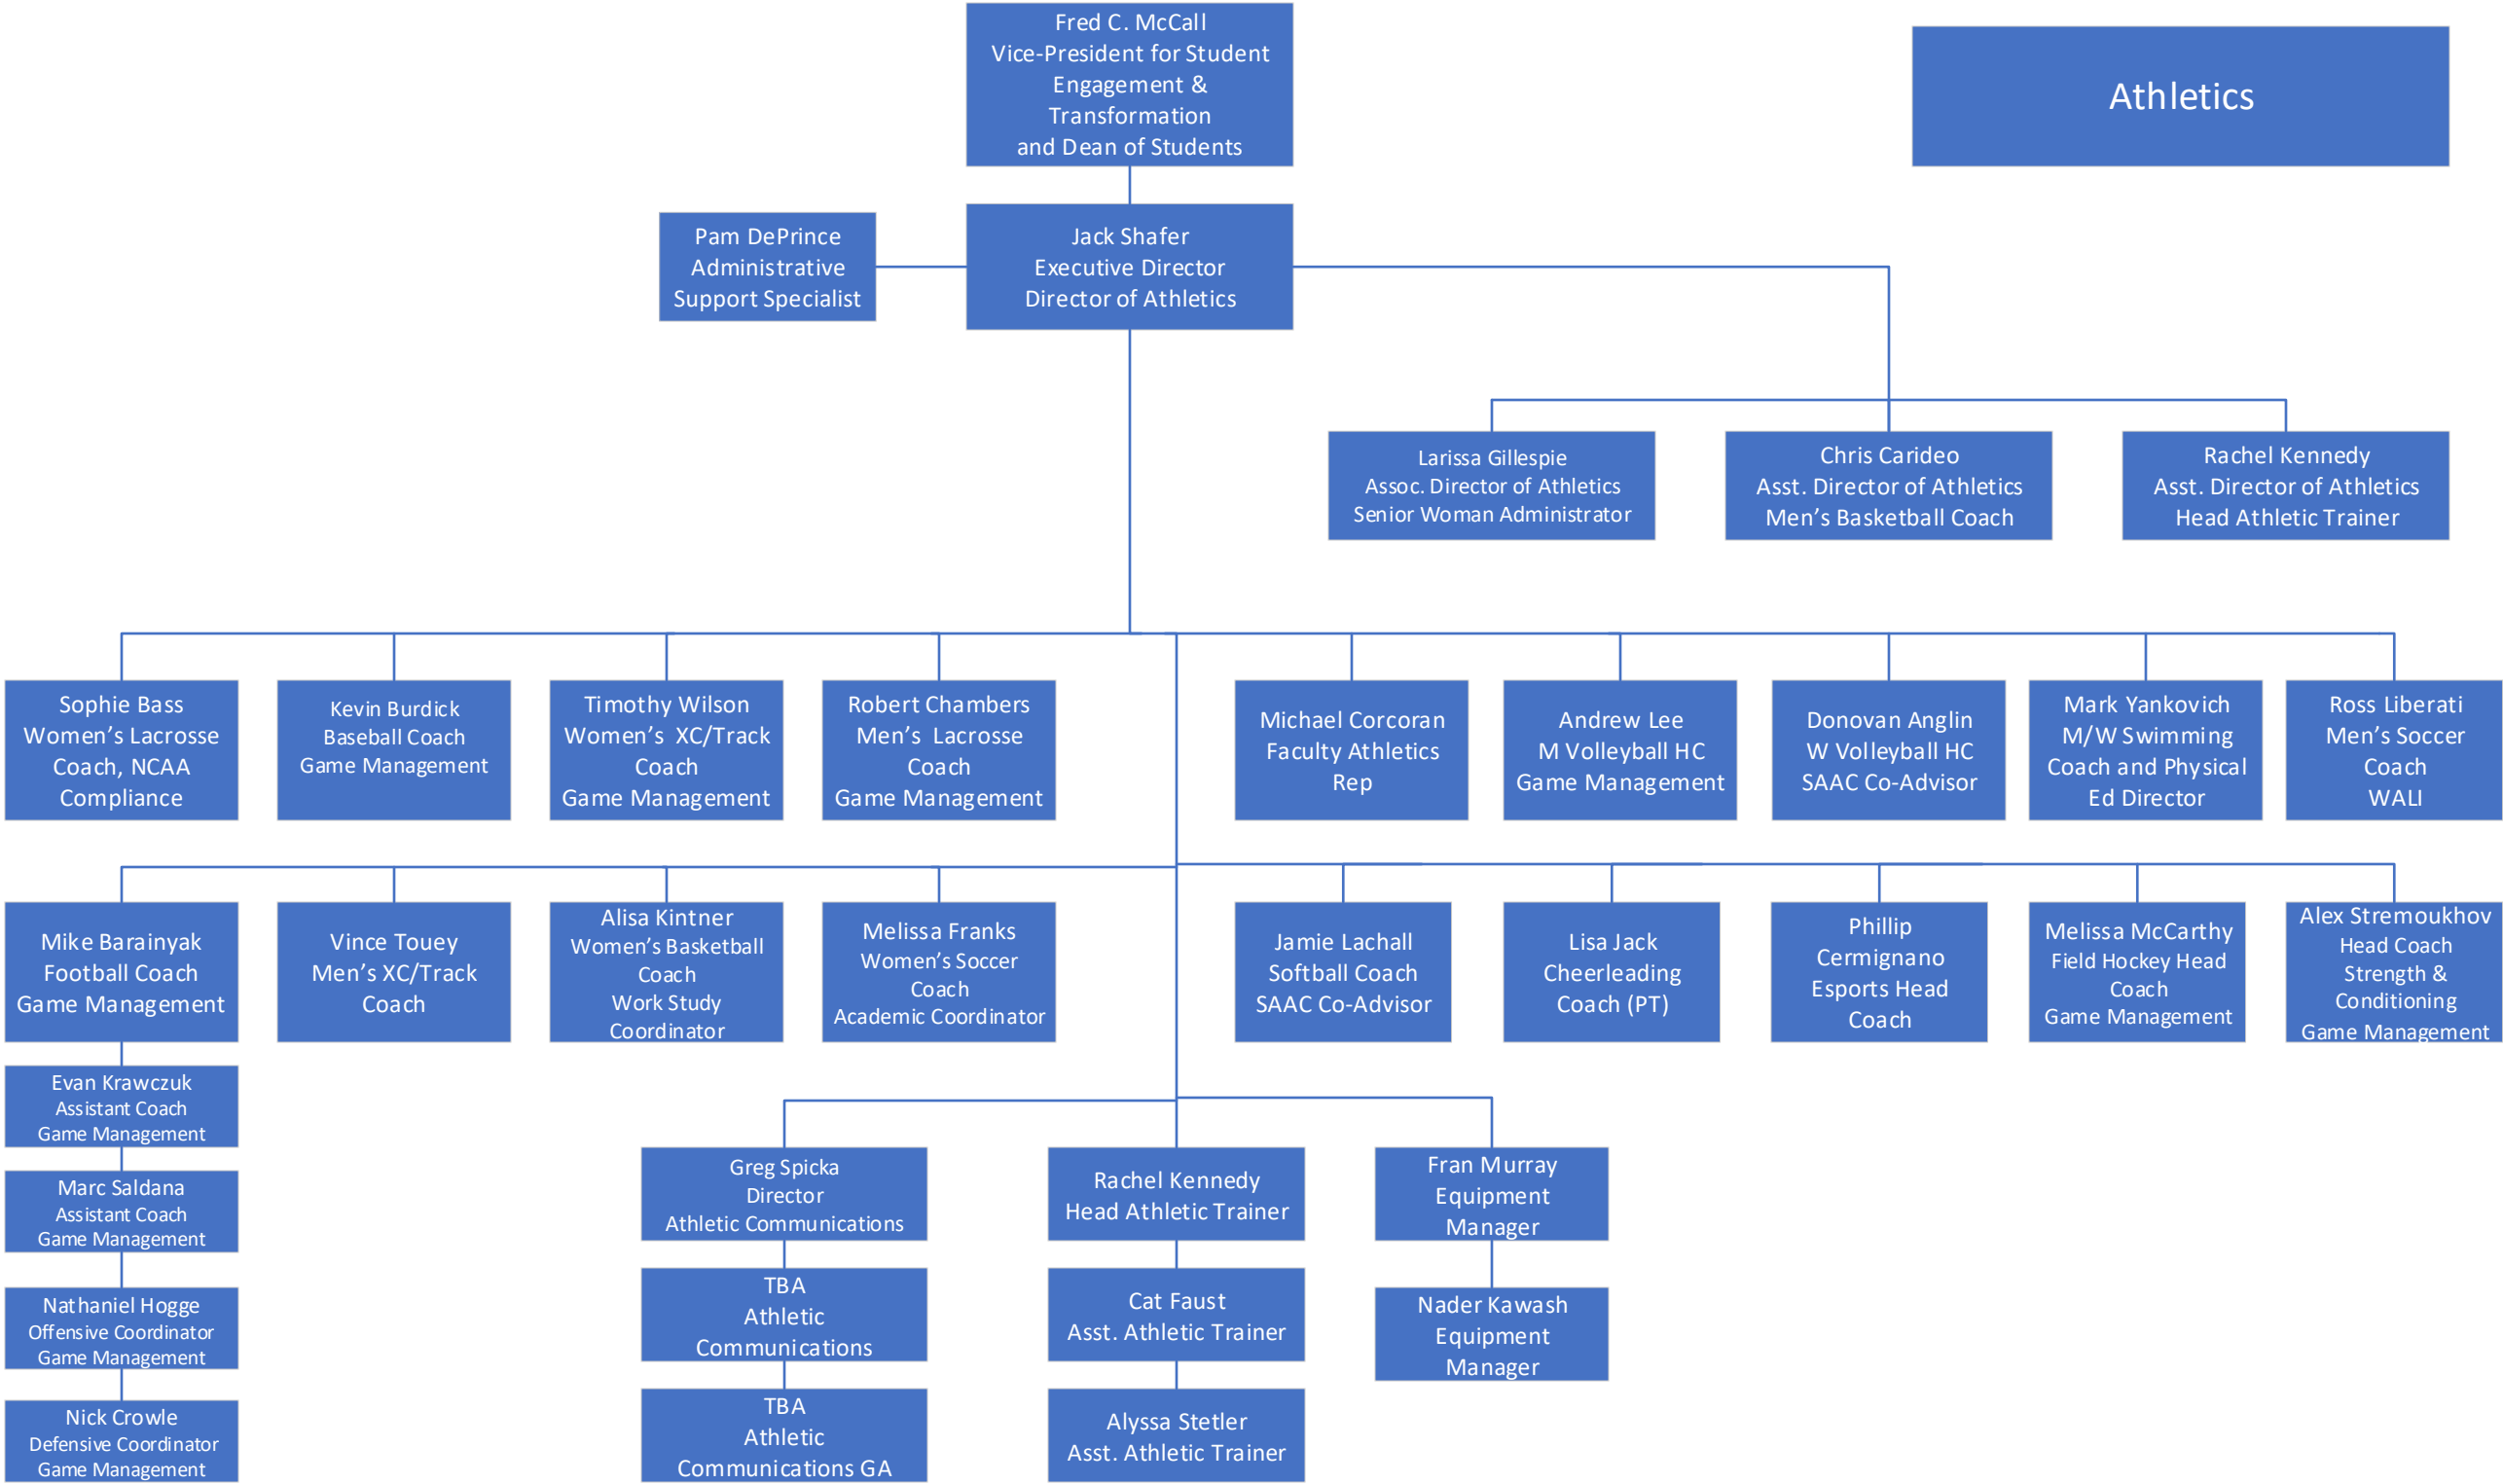 Fred C. McCall
Vice-President for Student
Engagement &
Transformation
and Dean of Students
Athletics
Pam DePrince
Administrative
Support Specialist
Jack Shafer
Executive Director
Director of Athletics
Larissa Gillespie
Assoc. Director of Athletics
Senior Woman Administrator
Chris Carideo
Asst. Director of Athletics
Men’s Basketball Coach
Rachel Kennedy
Asst. Director of Athletics
Head Athletic Trainer
Sophie Bass
Women’s Lacrosse
Coach, NCAA
Compliance
Kevin Burdick
Baseball Coach
Game Management
Timothy Wilson
Women’s XC/Track
Coach
Game Management
Robert Chambers
Men’s Lacrosse
Coach
Game Management
Michael Corcoran
Faculty Athletics
Rep
Andrew Lee
M Volleyball HC
Game Management
Donovan Anglin
W Volleyball HC
SAAC Co-Advisor
Mark Yankovich
M/W Swimming
Coach and Physical
Ed Director
Ross Liberati
Men’s Soccer
Coach
WALI
Mike Barainyak
Football Coach
Game Management
Vince Touey
Men’s XC/Track
Coach
Alisa Kintner
Women’s Basketball
Coach
Work Study
Coordinator
Melissa Franks
Women’s Soccer
Coach
Academic Coordinator
Jamie Lachall
Softball Coach
SAAC Co-Advisor
Lisa Jack
Cheerleading
Coach (PT)
Phillip
Cermignano
Esports Head
Coach
Melissa McCarthy
Field Hockey Head
Coach
Game Management
Alex Stremoukhov
Head Coach
Strength &
Conditioning
Game Management
Evan Krawczuk
Assistant Coach
Game Management
Marc Saldana
Assistant Coach
Game Management
Nathaniel Hogge
Offensive Coordinator
Game Management
Nick Crowle
Defensive Coordinator
Game Management
Greg Spicka
Director
Athletic Communications
TBA
Athletic
Communications
TBA
Athletic
Communications GA
Rachel Kennedy
Head Athletic Trainer
Cat Faust
Asst. Athletic Trainer
Alyssa Stetler
Asst. Athletic Trainer
Fran Murray
Equipment
Manager
Nader Kawash
Equipment
Manager